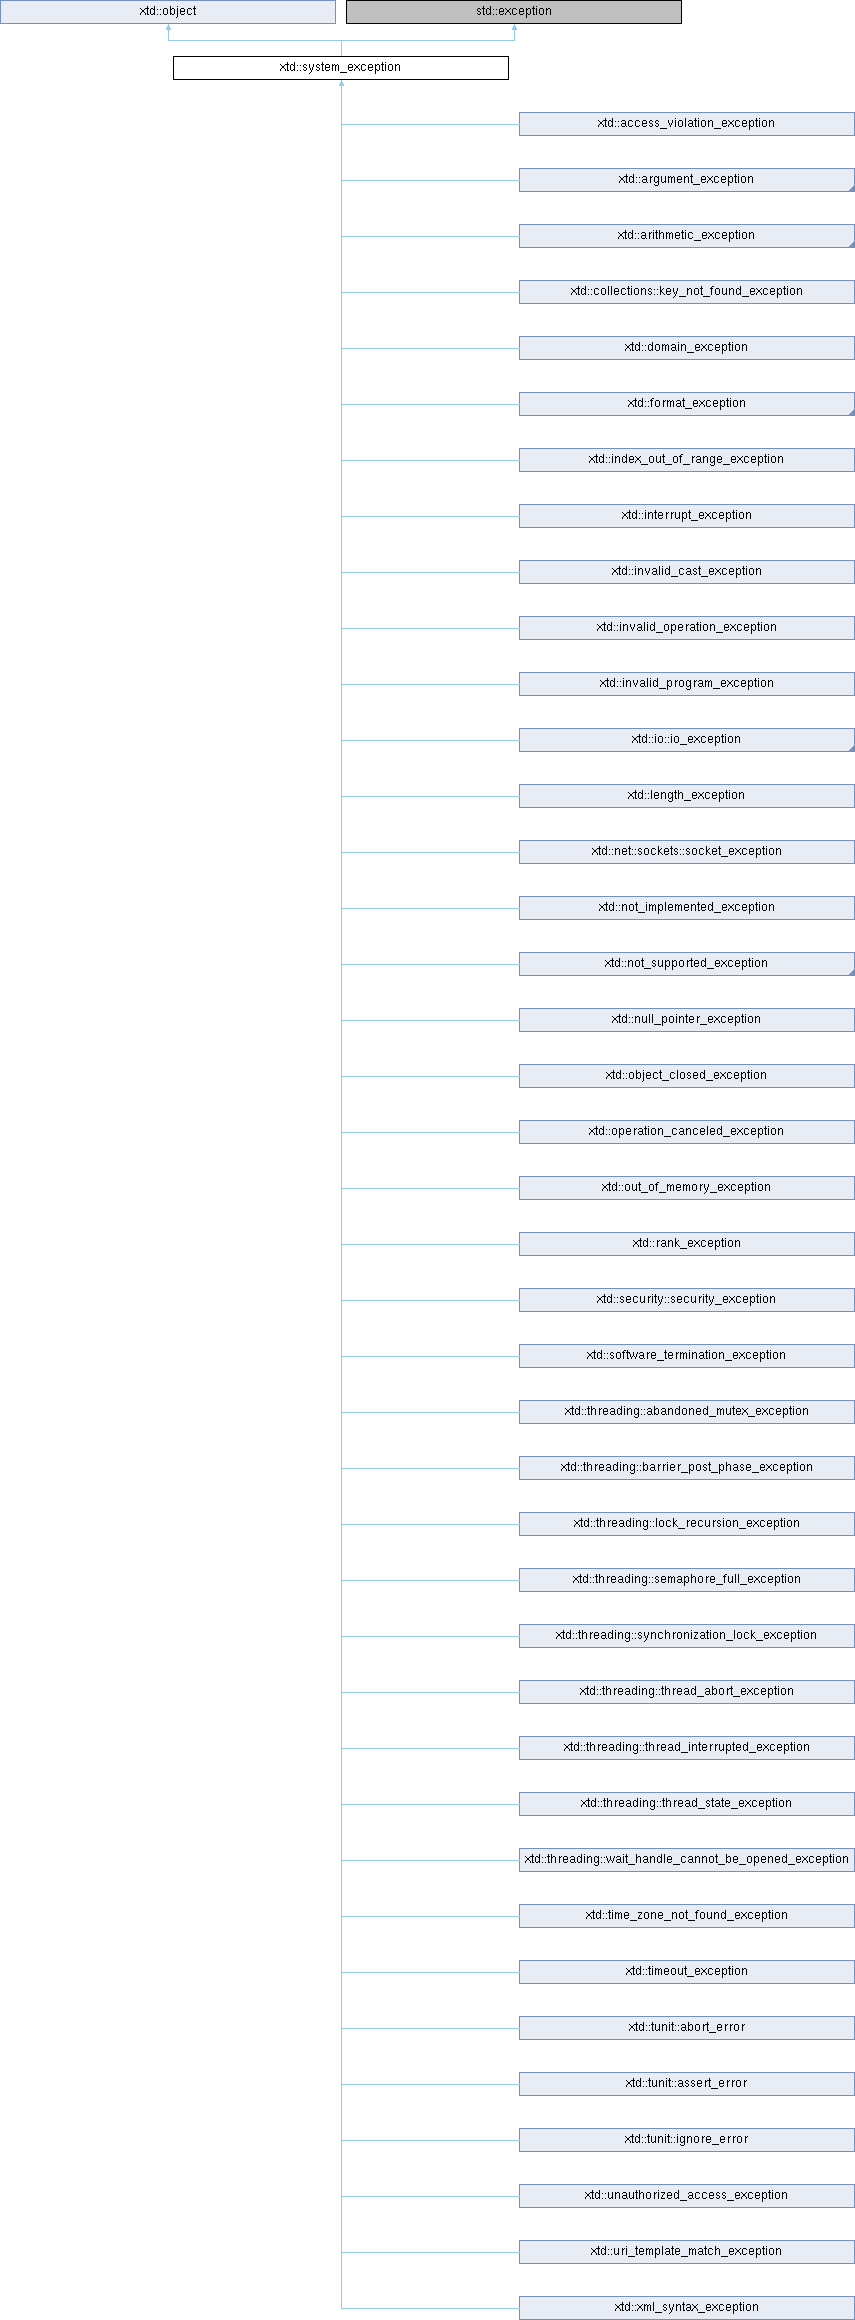 xtd::object
std::exception
xtd::system_exception
xtd::access_violation_exception
xtd::argument_exception
xtd::arithmetic_exception
xtd::collections::key_not_found_exception
xtd::domain_exception
xtd::format_exception
xtd::index_out_of_range_exception
xtd::interrupt_exception
xtd::invalid_cast_exception
xtd::invalid_operation_exception
xtd::invalid_program_exception
xtd::io::io_exception
xtd::length_exception
xtd::net::sockets::socket_exception
xtd::not_implemented_exception
xtd::not_supported_exception
xtd::null_pointer_exception
xtd::object_closed_exception
xtd::operation_canceled_exception
xtd::out_of_memory_exception
xtd::rank_exception
xtd::security::security_exception
xtd::software_termination_exception
xtd::threading::abandoned_mutex_exception
xtd::threading::barrier_post_phase_exception
xtd::threading::lock_recursion_exception
xtd::threading::semaphore_full_exception
xtd::threading::synchronization_lock_exception
xtd::threading::thread_abort_exception
xtd::threading::thread_interrupted_exception
xtd::threading::thread_state_exception
xtd::threading::wait_handle_cannot_be_opened_exception
xtd::time_zone_not_found_exception
xtd::timeout_exception
xtd::tunit::abort_error
xtd::tunit::assert_error
xtd::tunit::ignore_error
xtd::unauthorized_access_exception
xtd::uri_template_match_exception
xtd::xml_syntax_exception